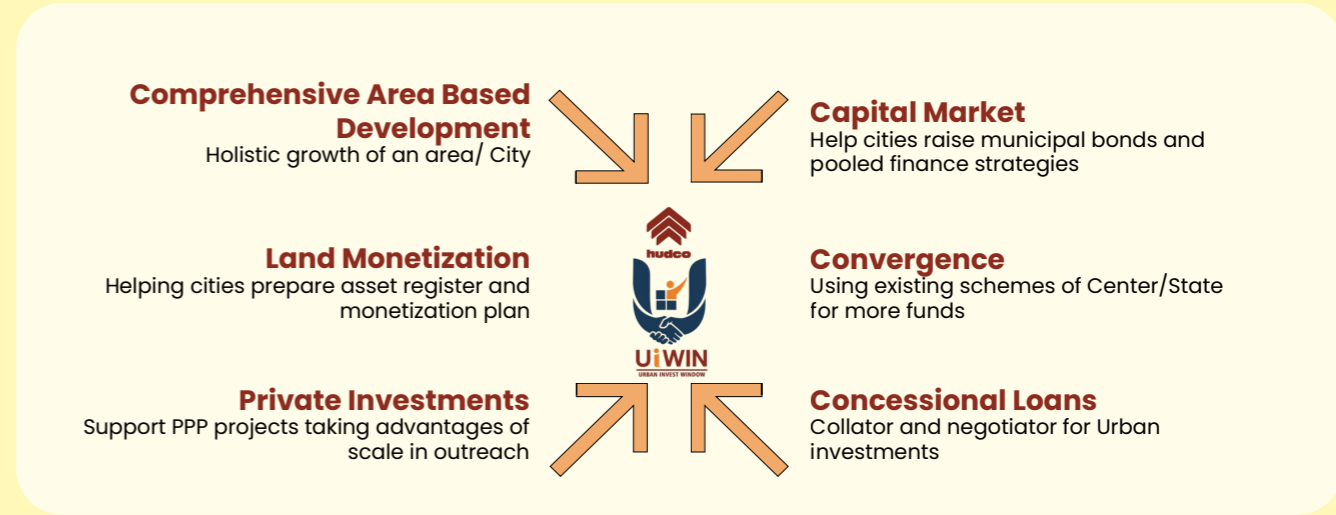 Comprehensive Area Based
Development
Holistic growth of an area/ City
Capital Market
Help cities raise municipal bonds and
pooled finance strategies
hudco
UiWIN
URBAN INVEST WINDOW
Land Monetization
Helping cities prepare asset register and
monetization plan
Convergence
Using existing schemes of Center/State
for more funds
Private Investments
Support PPP projects taking advantages of
scale in outreach
Concessional Loans
Collator and negotiator for Urban
investments